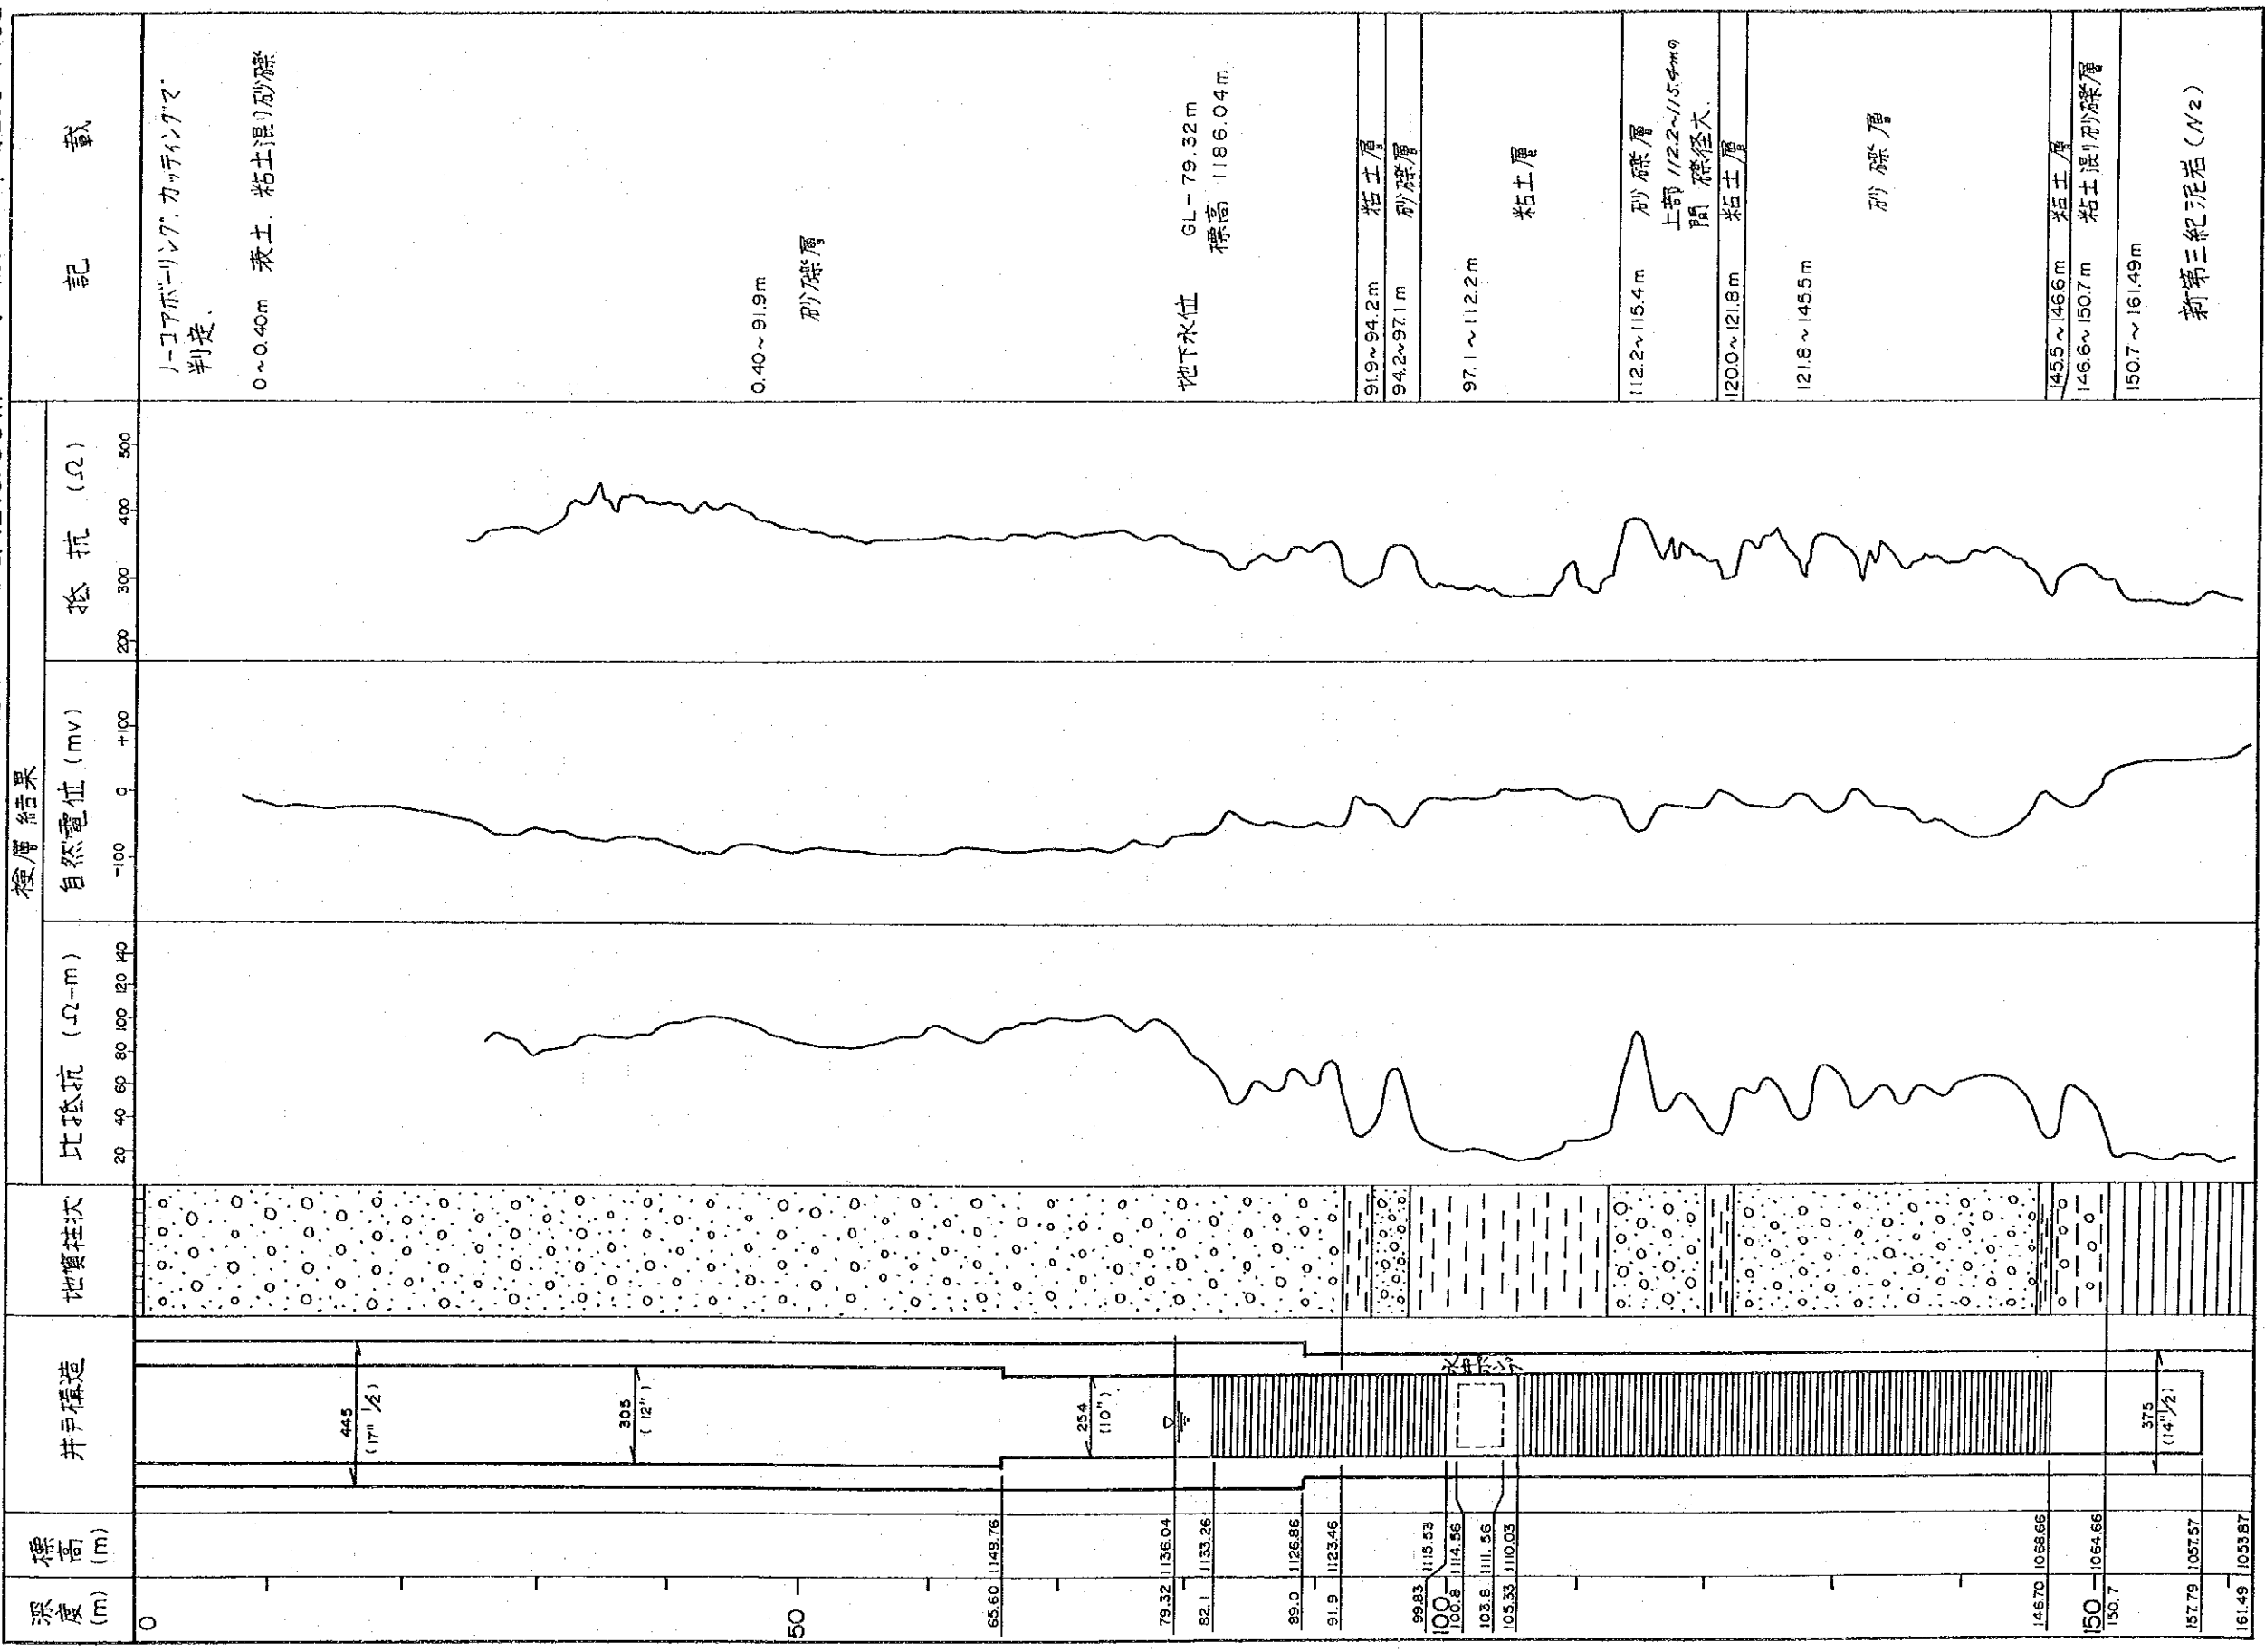 深度 (m)
標高 (m)
井戸構造
地質柱状
検層結果
比抵抗 (Ω-m)
自然電位 (mv)
抵抗 (Ω)
記載
20 40 60 80 100 120 140
-100 0 +100
200 300 400 500
0
50
100
150
65.60 1149.76
79.32 1136.04
82.1 1133.26
89.0 1126.86
91.9 1123.46
99.83 1115.53
100.8 1114.56
103.8 1111.56
105.33 1110.03
146.70 1068.66
150.7 1064.66
157.79 1057.57
161.49 1053.87
445
(17" 1/2)
305
(12")
254
(10")
水中ポンプ
375
(14" 1/2)
ノーコアボーリング、カッティングで
判定、
0~0.40m 表土、粘土混り砂礫
0.40~91.9m
砂礫層
地下水位 GL-79.32m
標高 1186.04m
91.9~94.2m 粘土層
94.2~97.1m 砂礫層
97.1~112.2m 粘土層
112.2~115.4m 砂礫層
上部112.2~115.4mの
間 礫径大.
120.0~121.8m 粘土層
121.8~145.5m 砂礫層
145.5~146.6m 粘土層
146.6~150.7m 粘土混り砂礫層
150.7~161.49m
新第三紀泥岩(N2)